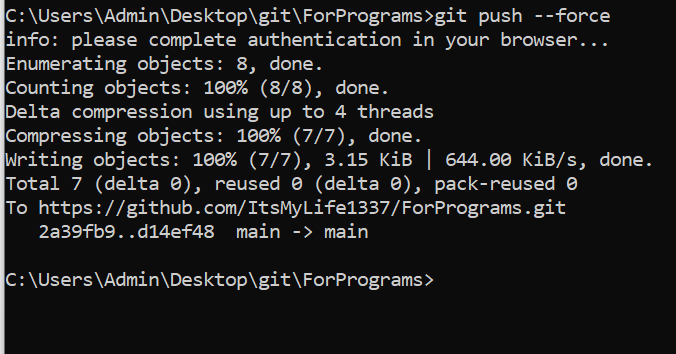 C:\Users\Admin\Desktop\git\ForPrograms>git push --force
info: please complete authentication in your browser...
Enumerating objects: 8, done.
Counting objects: 100% (8/8), done.
Delta compression using up to 4 threads
Compressing objects: 100% (7/7), done.
Writing objects: 100% (7/7), 3.15 KiB | 644.00 KiB/s, done.
Total 7 (delta 0), reused 0 (delta 0), pack-reused 0
To https://github.com/ItsMyLife1337/ForPrograms.git
   2a39fb9..d14ef48  main -> main
C:\Users\Admin\Desktop\git\ForPrograms>